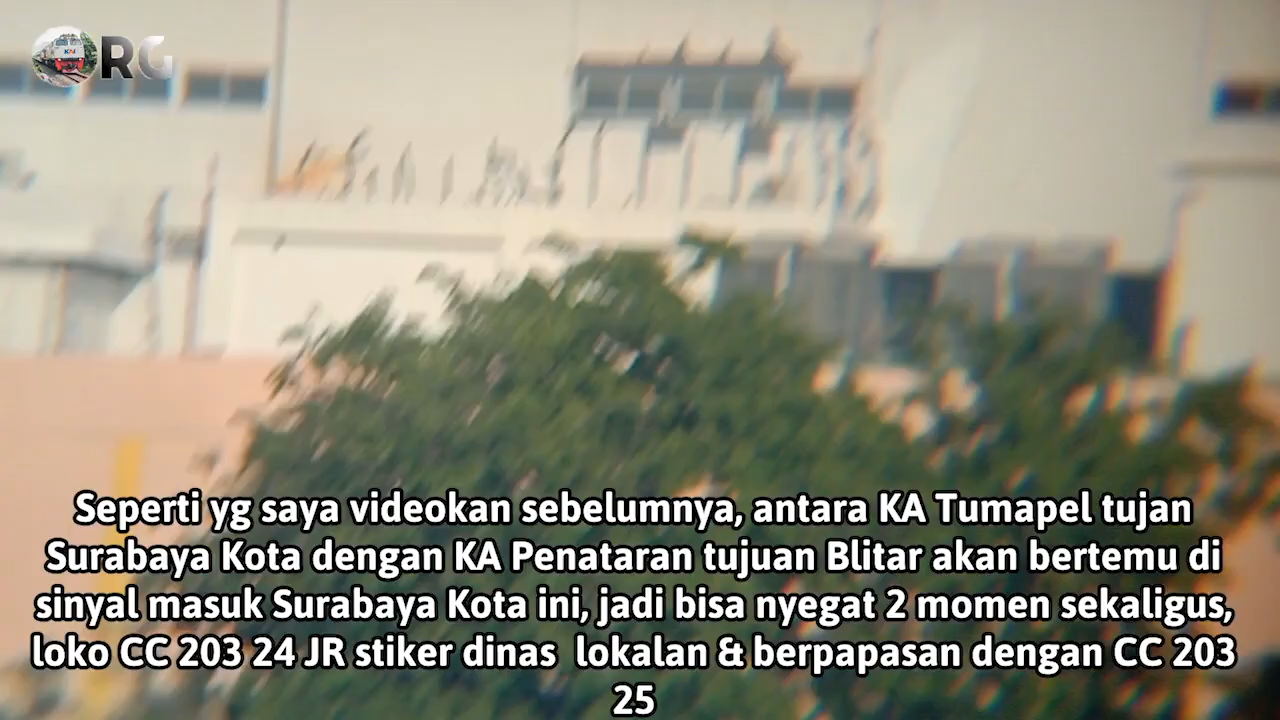 KAI RG
Seperti yg saya videokan sebelumnya, antara KA Tumapel tujan
Surabaya Kota dengan KA Penataran tujuan Blitar akan bertemu di
sinyal masuk Surabaya Kota ini, jadi bisa nyegat 2 momen sekaligus,
loko CC 203 24 JR stiker dinas lokalan & berpapasan dengan CC 203
25